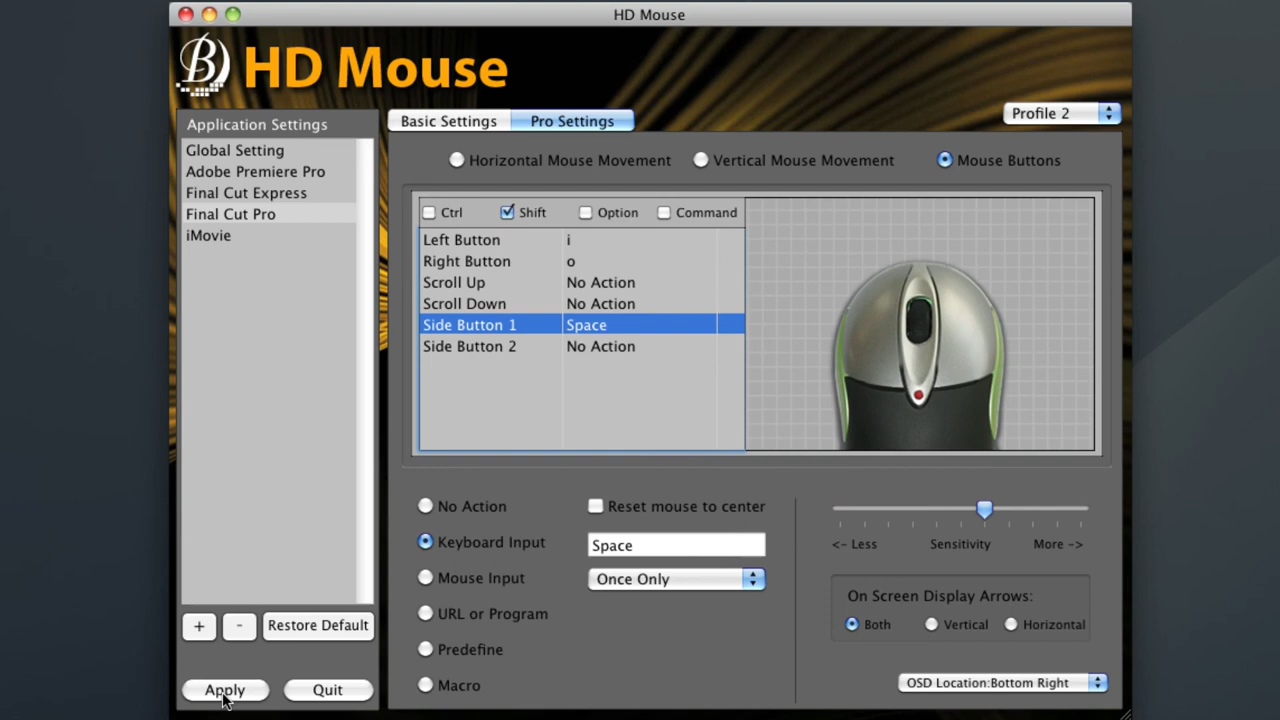 HD Mouse
B HD Mouse
Application Settings
Global Setting
Adobe Premiere Pro
Final Cut Express
Final Cut Pro
iMovie
+ - Restore Default
Apply Quit
Basic Settings Pro Settings
Profile 2
Horizontal Mouse Movement Vertical Mouse Movement Mouse Buttons
Ctrl Shift Option Command
Left Button i
Right Button o
Scroll Up No Action
Scroll Down No Action
Side Button 1 Space
Side Button 2 No Action
No Action Reset mouse to center
Keyboard Input Space
Mouse Input Once Only
URL or Program
Predefine
Macro
<- Less Sensitivity More ->
On Screen Display Arrows:
Both Vertical Horizontal
OSD Location:Bottom Right